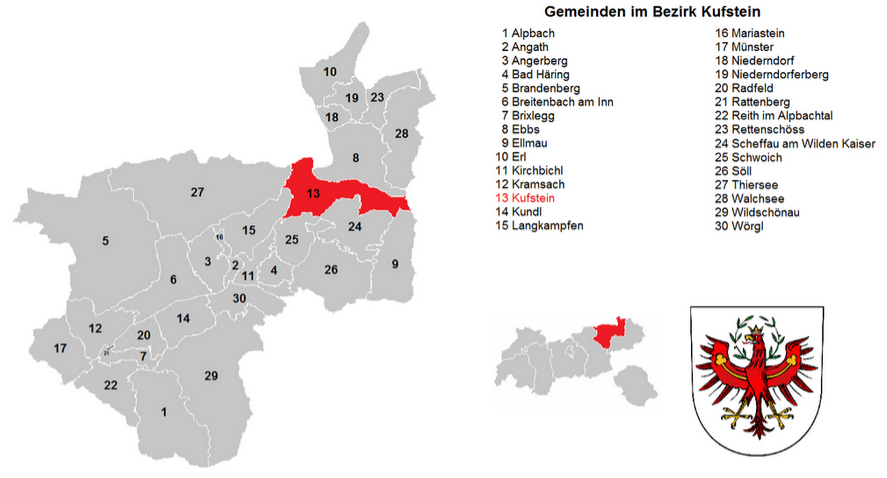 Gemeinden im Bezirk Kufstein
1 Alpbach
2 Angath
3 Angerberg
4 Bad Häring
5 Brandenberg
6 Breitenbach am Inn
7 Brixlegg
8 Ebbs
9 Ellmau
10 Erl
11 Kirchbichl
12 Kramsach
13 Kufstein
14 Kundl
15 Langkampfen
16 Mariastein
17 Münster
18 Niederndorf
19 Niederndorferberg
20 Radfeld
21 Rattenberg
22 Reith im Alpbachtal
23 Rettenschöss
24 Scheffau am Wilden Kaiser
25 Schwoich
26 Söll
27 Thiersee
28 Walchsee
29 Wildschönau
30 Wörgl
10
19
23
18
28
8
27
13
24
16
15
25
5
3
2
11
4
26
9
6
30
14
12
20
17
21
7
22
29
1